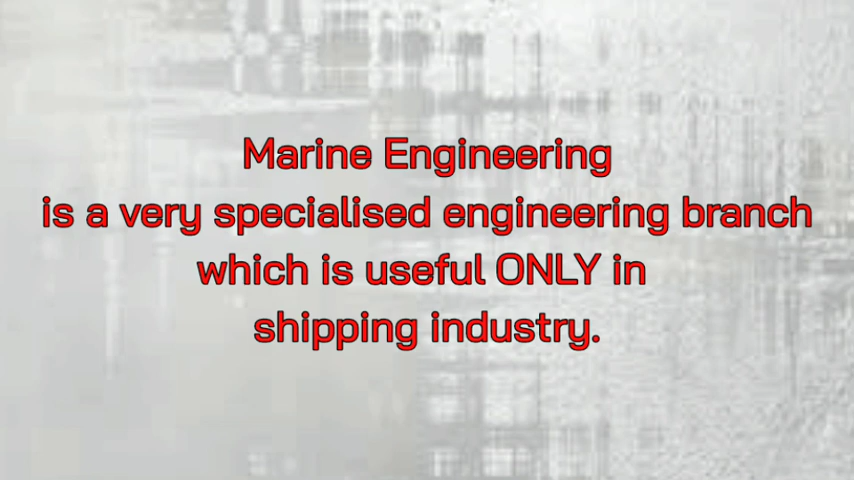 Marine Engineering
is a very specialised engineering branch
which is useful ONLY in
shipping industry.